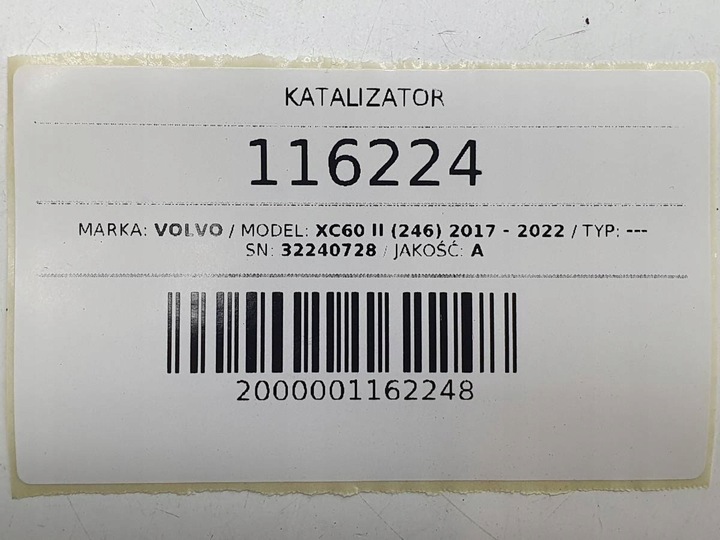 KATALIZATOR
116224
MARKA: VOLVO / MODEL: XC60 II (246) 2017 - 2022 / TYP: ---
SN: 32240728 / JAKOŚĆ: A
2000001162248